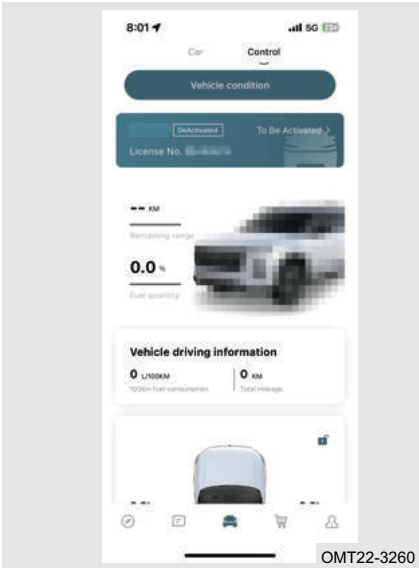 8:01 5G
Car Control
Vehicle condition
DeActivated To Be Activated >
License No.
-- KM
Remaining range
0.0 %
Fuel quantity
Vehicle driving information
0 L/100KM 0 KM
100km fuel consumption Total mileage
OMT22-3260